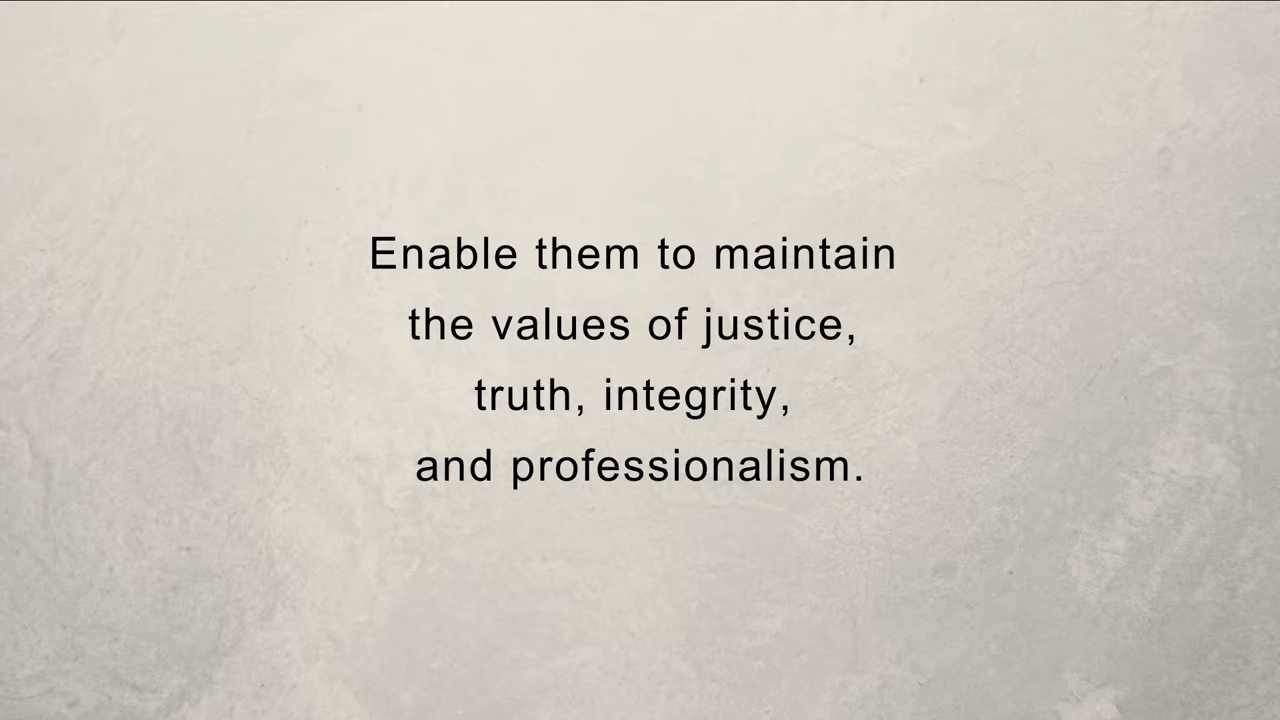 Enable them to maintain
the values of justice,
truth, integrity,
and professionalism.